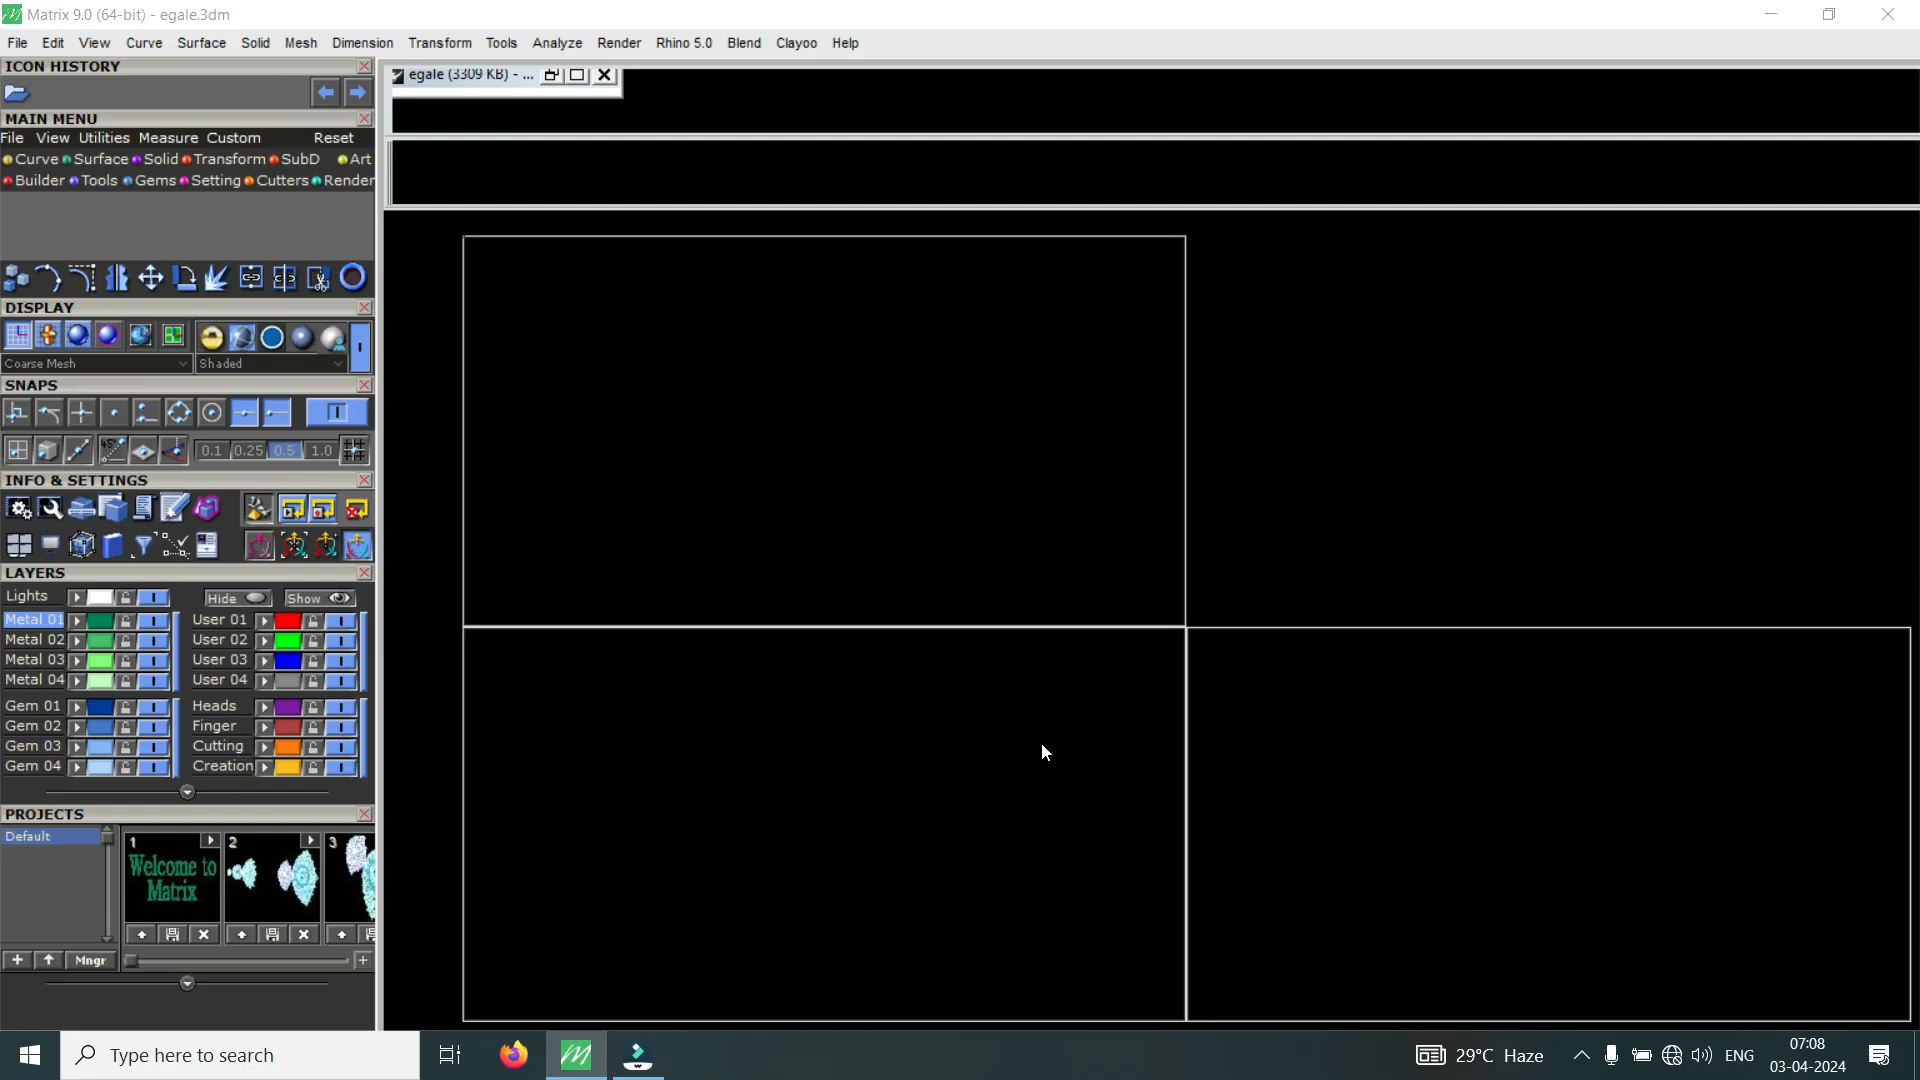 Matrix 9.0 (64-bit) - egale.3dm
File Edit View Curve Surface Solid Mesh Dimension Transform Tools Analyze Render Rhino 5.0 Blend Clayoo Help
ICON HISTORY
egale (3309 KB) - ...
MAIN MENU
File View Utilities Measure Custom Reset
Curve Surface Solid Transform SubD Art
Builder Tools Gems Setting Cutters Render
DISPLAY
Coarse Mesh Shaded
SNAPS
0.1 0.25 0.5 1.0
INFO & SETTINGS
LAYERS
Lights Hide Show
Metal 01 User 01
Metal 02 User 02
Metal 03 User 03
Metal 04 User 04
Gem 01 Heads
Gem 02 Finger
Gem 03 Cutting
Gem 04 Creation
PROJECTS
Default
1 2 3
Welcome to
Matrix
Mngr
Type here to search
29°C Haze
ENG
07:08
03-04-2024